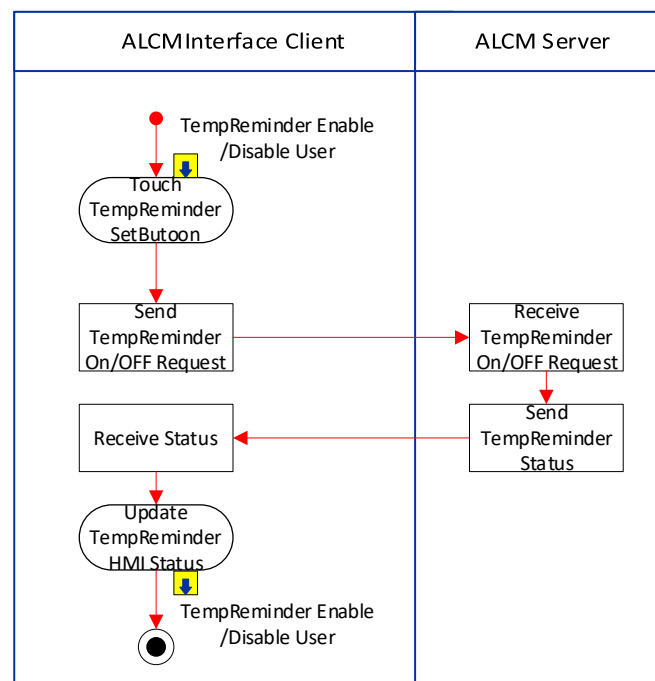 ALCMInterface Client
ALCM Server
TempReminder Enable
/Disable User
Touch
TempReminder
SetButoon
Send
TempReminder
On/OFF Request
Receive
TempReminder
On/OFF Request
Receive Status
Send
TempReminder
Status
Update
TempReminder
HMI Status
TempReminder Enable
/Disable User